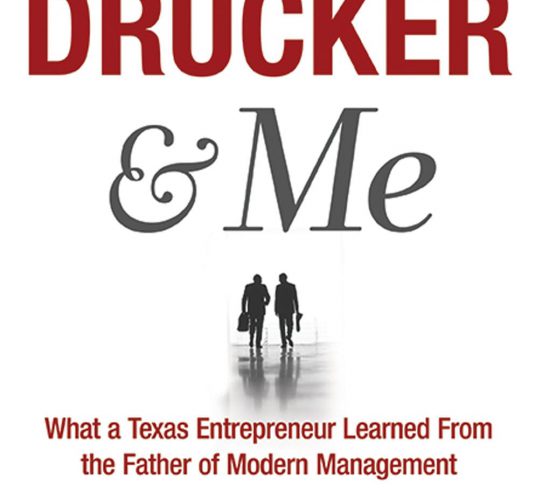 DRUCKER
& Me
What a Texas Entrepreneur Learned From
the Father of Modern Management